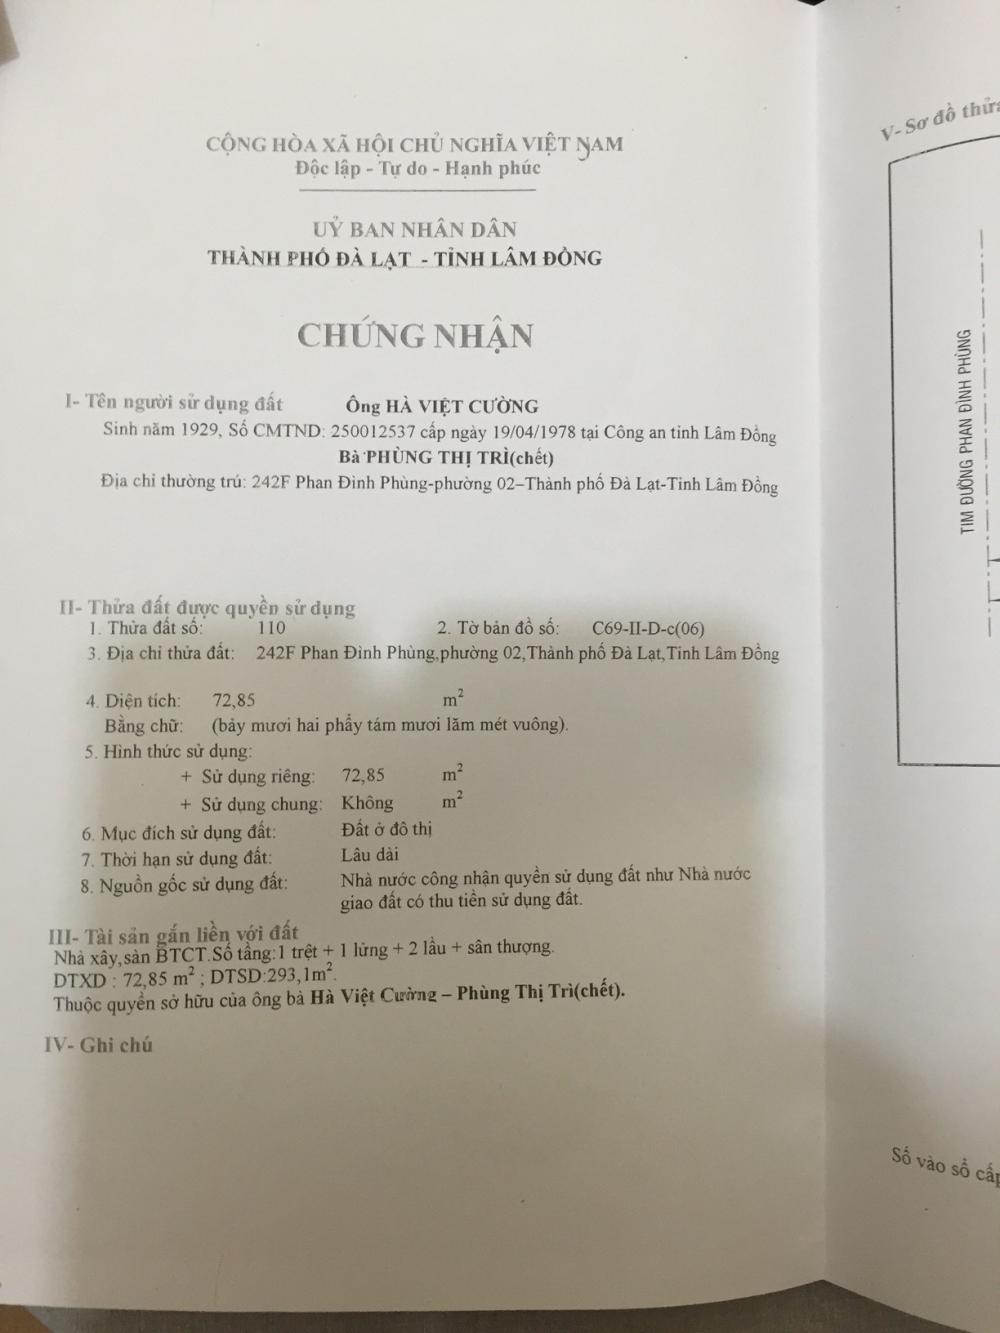 CỘNG HÒA XÃ HỘI CHỦ NGHĨA VIỆT NAM
Độc lập - Tự do - Hạnh phúc
UỶ BAN NHÂN DÂN
THÀNH PHỐ ĐÀ LẠT - TỈNH LÂM ĐỒNG
CHỨNG NHẬN
I- Tên người sử dụng đất Ông HÀ VIỆT CƯỜNG
Sinh năm 1929, Số CMTND: 250012537 cấp ngày 19/04/1978 tại Công an tỉnh Lâm Đồng
Bà PHÙNG THỊ TRÌ(chết)
Địa chỉ thường trú: 242F Phan Đình Phùng-phường 02–Thành phố Đà Lạt-Tỉnh Lâm Đồng
II- Thửa đất được quyền sử dụng
1. Thửa đất số: 110 2. Tờ bản đồ số: C69-II-D-c(06)
3. Địa chỉ thửa đất: 242F Phan Đình Phùng,phường 02,Thành phố Đà Lạt,Tỉnh Lâm Đồng
4. Diện tích: 72,85 m²
Bằng chữ: (bảy mươi hai phẩy tám mươi lăm mét vuông).
5. Hình thức sử dụng:
+ Sử dụng riêng: 72,85 m²
+ Sử dụng chung: Không m²
6. Mục đích sử dụng đất: Đất ở đô thị
7. Thời hạn sử dụng đất: Lâu dài
8. Nguồn gốc sử dụng đất: Nhà nước công nhận quyền sử dụng đất như Nhà nước
giao đất có thu tiền sử dụng đất.
III- Tài sản gắn liền với đất
Nhà xây,sàn BTCT.Số tầng:1 trệt + 1 lửng + 2 lầu + sân thượng.
DTXD : 72,85 m² ; DTSD:293,1m².
Thuộc quyền sở hữu của ông bà Hà Việt Cường – Phùng Thị Trì(chết).
IV- Ghi chú
V- Sơ đồ thửa
TIM ĐƯỜNG PHAN ĐÌNH PHÙNG
Số vào sổ cấp